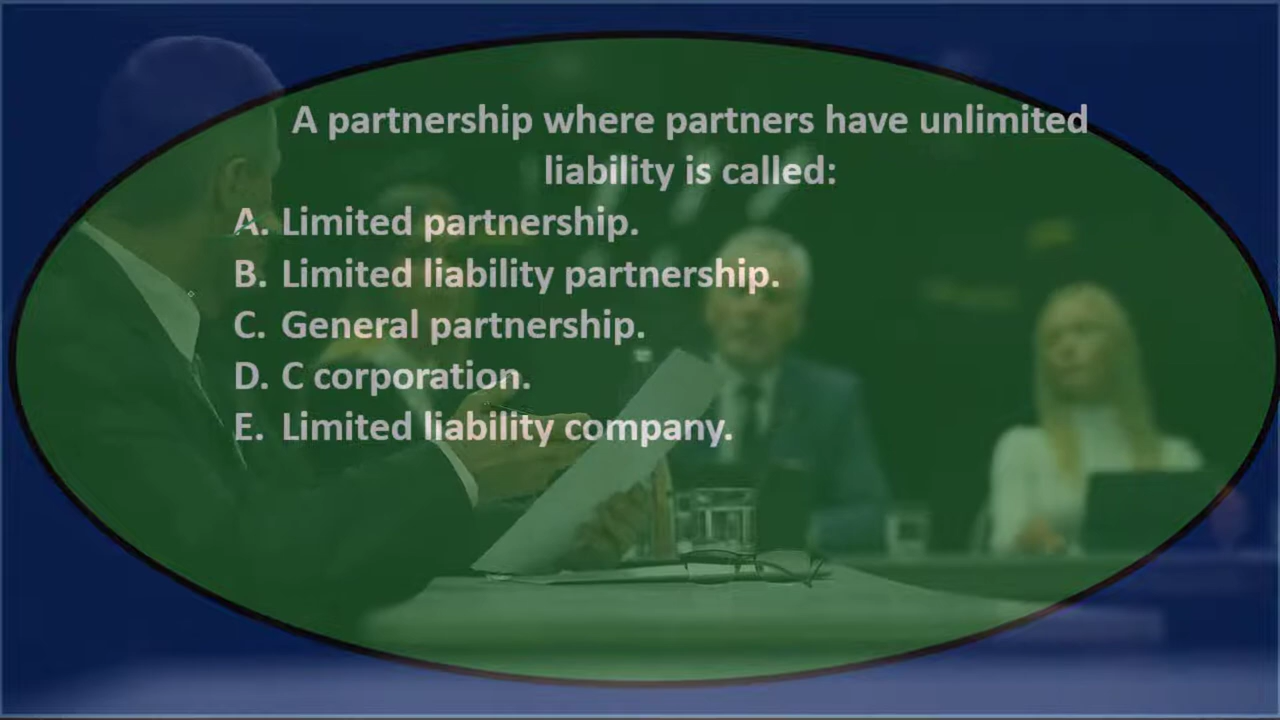 A partnership where partners have unlimited
liability is called:
A. Limited partnership.
B. Limited liability partnership.
C. General partnership.
D. C corporation.
E. Limited liability company.